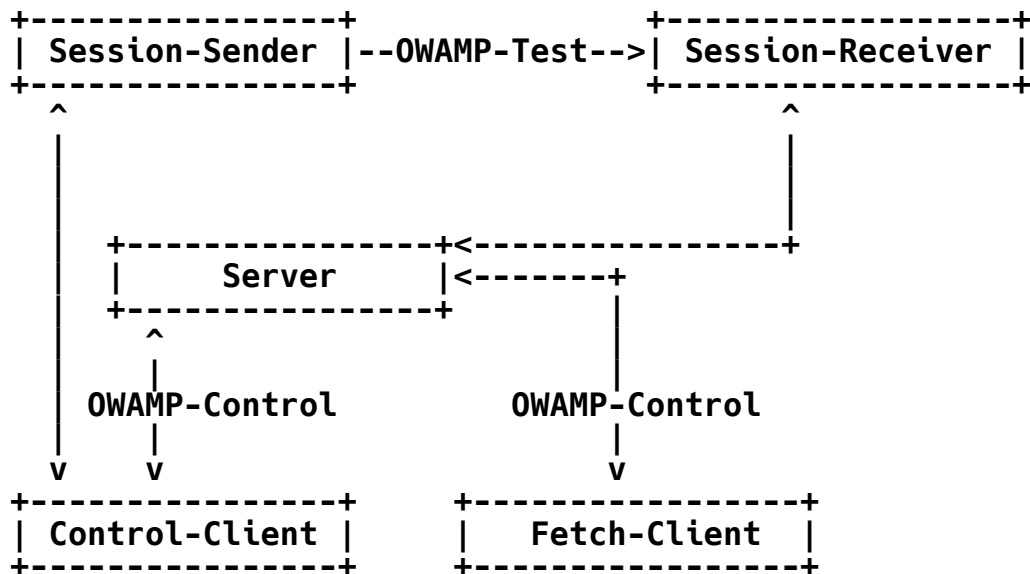 +----------------+               +------------------+
| Session-Sender |--OWAMP-Test-->| Session-Receiver |
+----------------+               +------------------+
  ^                                     ^
  |                                     |
  |                                     |
  |                                     |
  |  +----------------+<----------------+
  |  |     Server     |<-------+
  |  +----------------+        |
  |    ^                       |
  |    |                       |
  | OWAMP-Control         OWAMP-Control
  |    |                       |
  v    v                       v
+----------------+     +-----------------+
| Control-Client |     |   Fetch-Client  |
+----------------+     +-----------------+